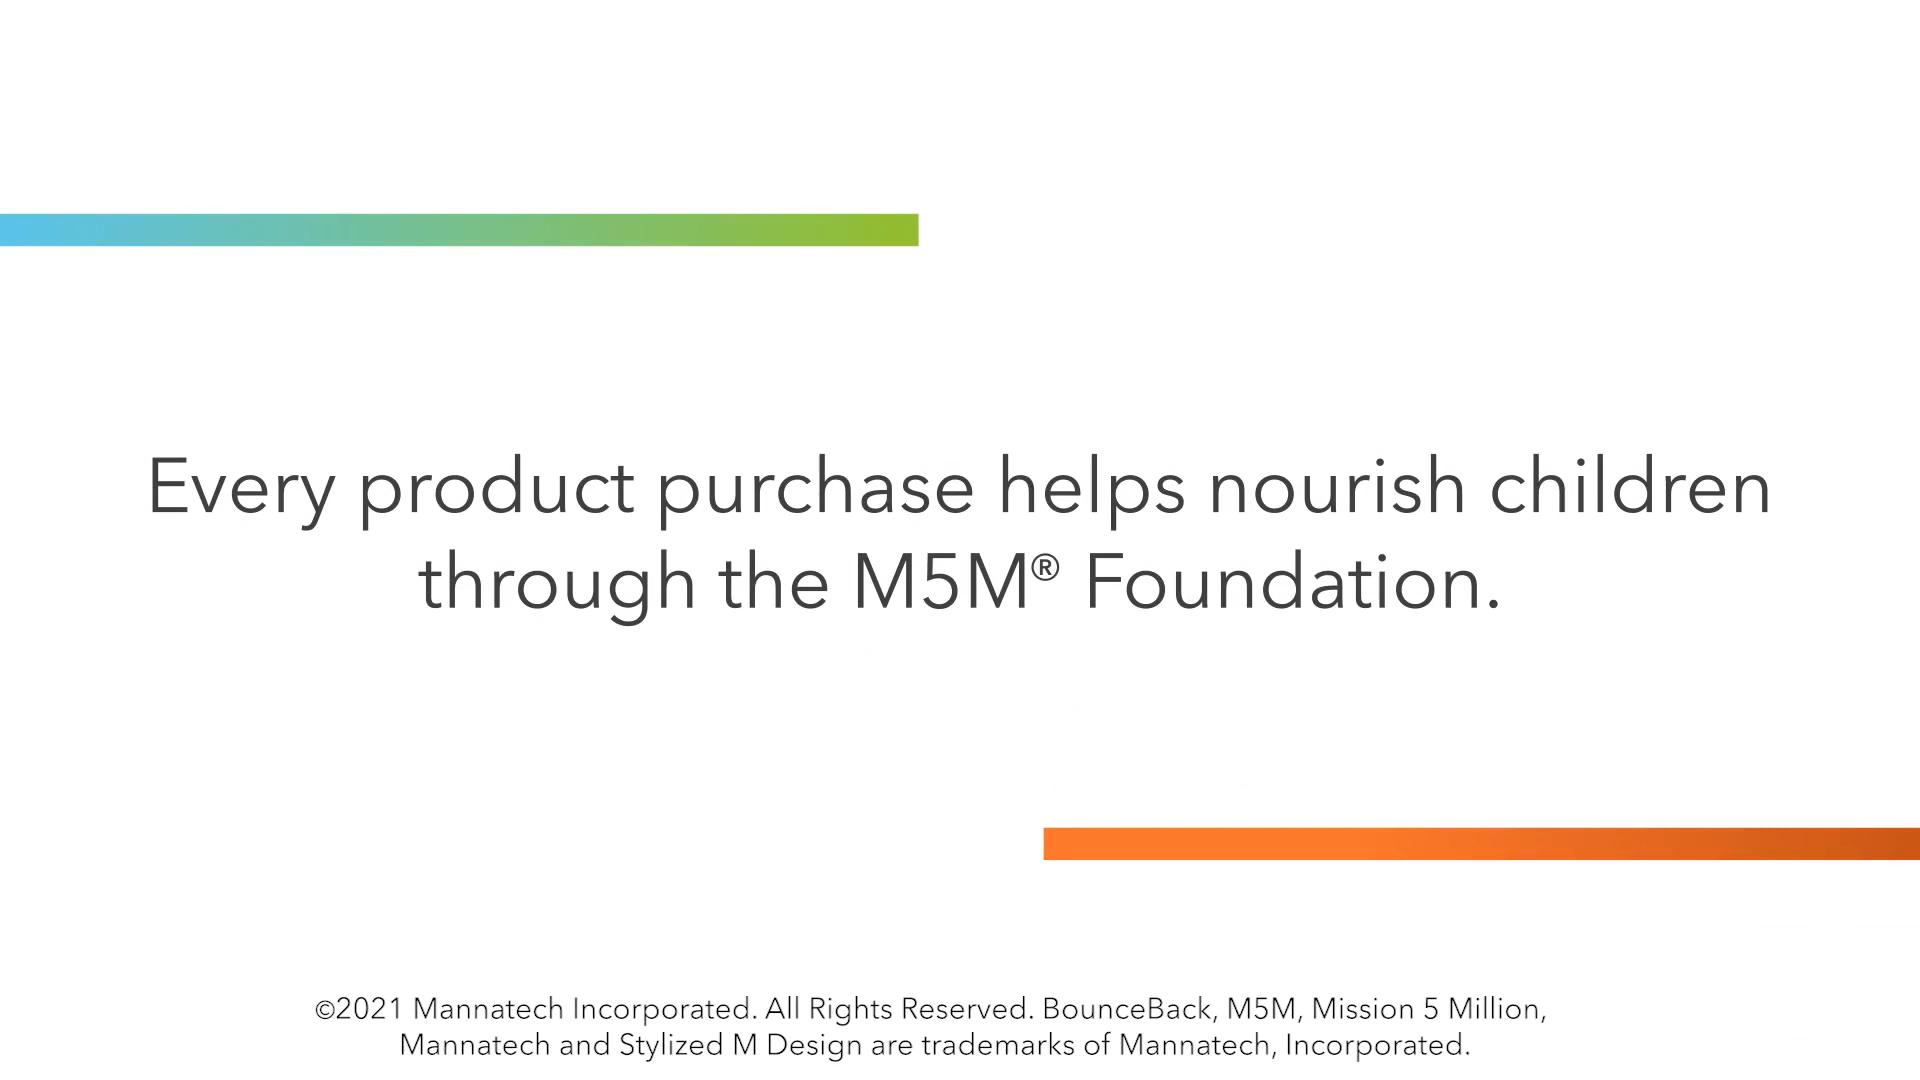 Every product purchase helps nourish children
through the M5M® Foundation.
©2021 Mannatech Incorporated. All Rights Reserved. BounceBack, M5M, Mission 5 Million,
Mannatech and Stylized M Design are trademarks of Mannatech, Incorporated.